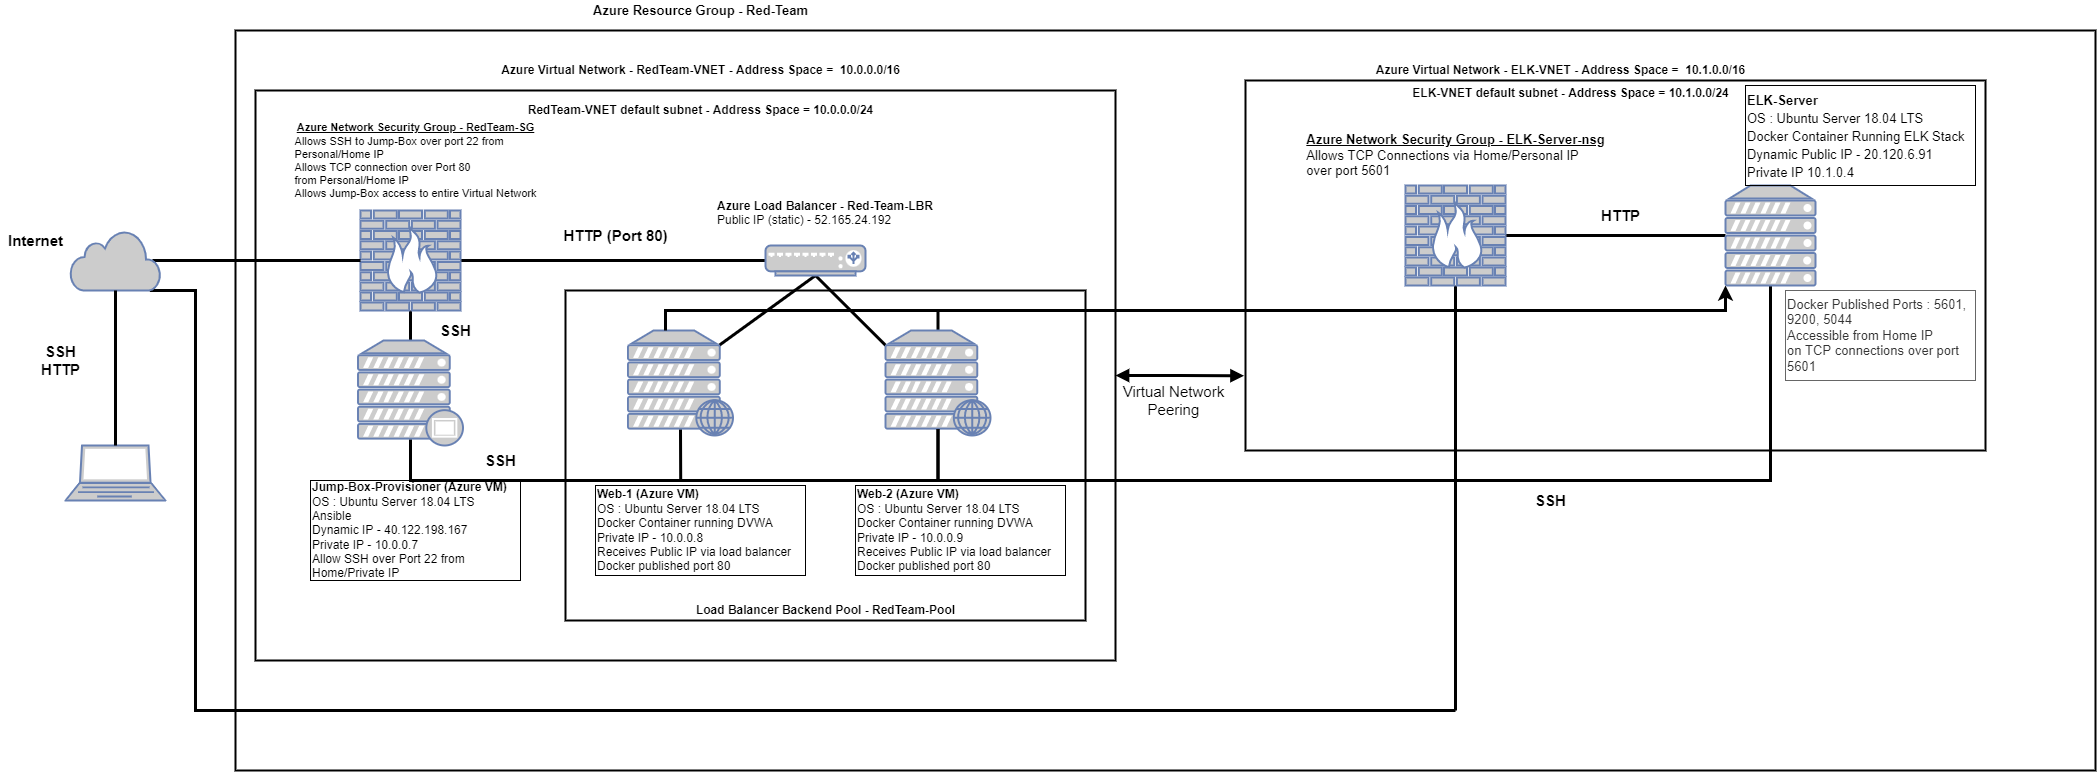 Azure Resource Group - Red-Team
Azure Virtual Network - RedTeam-VNET - Address Space =  10.0.0.0/16
RedTeam-VNET default subnet - Address Space = 10.0.0.0/24
Azure Network Security Group - RedTeam-SG
Allows SSH to Jump-Box over port 22 from
Personal/Home IP
Allows TCP connection over Port 80
from Personal/Home IP
Allows Jump-Box access to entire Virtual Network
Azure Load Balancer - Red-Team-LBR
Public IP (static) - 52.165.24.192
HTTP (Port 80)
Internet
SSH
HTTP
SSH
SSH
Jump-Box-Provisioner (Azure VM)
OS : Ubuntu Server 18.04 LTS
Ansible
Dynamic IP - 40.122.198.167
Private IP - 10.0.0.7
Allow SSH over Port 22 from
Home/Private IP
Web-1 (Azure VM)
OS : Ubuntu Server 18.04 LTS
Docker Container running DVWA
Private IP - 10.0.0.8
Receives Public IP via load balancer
Docker published port 80
Web-2 (Azure VM)
OS : Ubuntu Server 18.04 LTS
Docker Container running DVWA
Private IP - 10.0.0.9
Receives Public IP via load balancer
Docker published port 80
Load Balancer Backend Pool - RedTeam-Pool
Virtual Network
Peering
Azure Virtual Network - ELK-VNET - Address Space =  10.1.0.0/16
ELK-VNET default subnet - Address Space = 10.1.0.0/24
Azure Network Security Group - ELK-Server-nsg
Allows TCP Connections via Home/Personal IP
over port 5601
ELK-Server
OS : Ubuntu Server 18.04 LTS
Docker Container Running ELK Stack
Dynamic Public IP - 20.120.6.91
Private IP 10.1.0.4
HTTP
Docker Published Ports : 5601,
9200, 5044
Accessible from Home IP
on TCP connections over port
5601
SSH